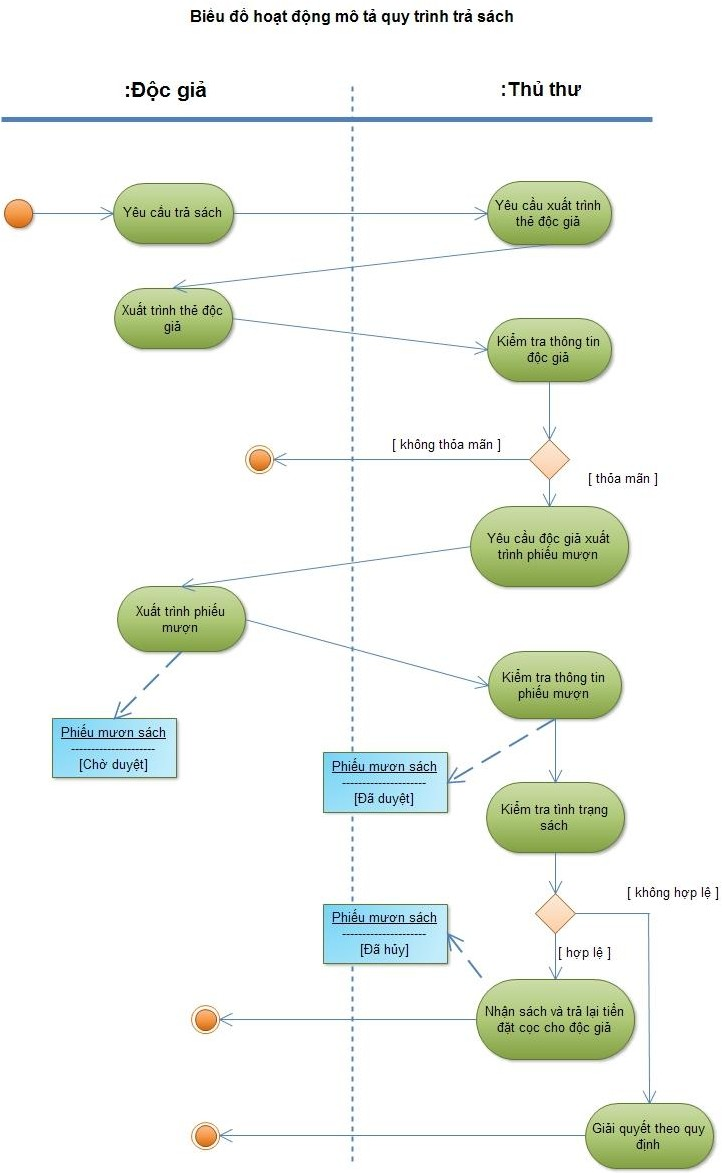 Biểu đồ hoạt động mô tả quy trình trả sách
:Độc giả
:Thủ thư
Yêu cầu trả sách
Yêu cầu xuất trình
thẻ độc giả
Xuất trình thẻ độc
giả
Kiểm tra thông tin
độc giả
[ không thỏa mãn ]
[ thỏa mãn ]
Yêu cầu độc giả xuất
trình phiếu mượn
Xuất trình phiếu
mượn
Kiểm tra thông tin
phiếu mượn
Phiếu mươn sách
---------------------
[Chờ duyệt]
Phiếu mươn sách
---------------------
[Đã duyệt]
Kiểm tra tình trạng
sách
[ không hợp lệ ]
Phiếu mươn sách
---------------------
[Đã hủy]
[ hợp lệ ]
Nhận sách và trả lại tiền
đặt cọc cho độc giả
Giải quyết theo quy
định